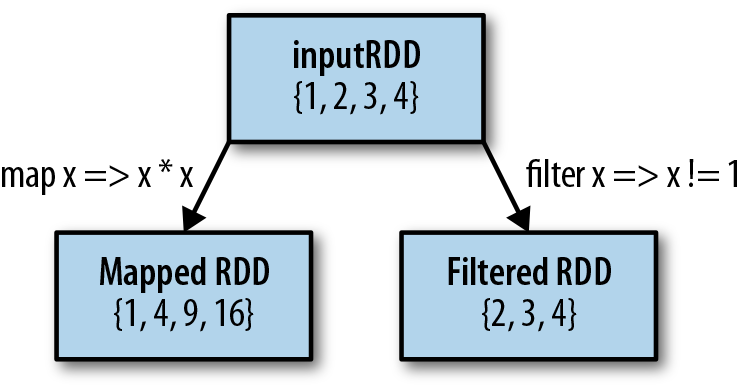 inputRDD
{1, 2, 3, 4}
map x => x * x
filter x => x != 1
Mapped RDD
{1, 4, 9, 16}
Filtered RDD
{2, 3, 4}